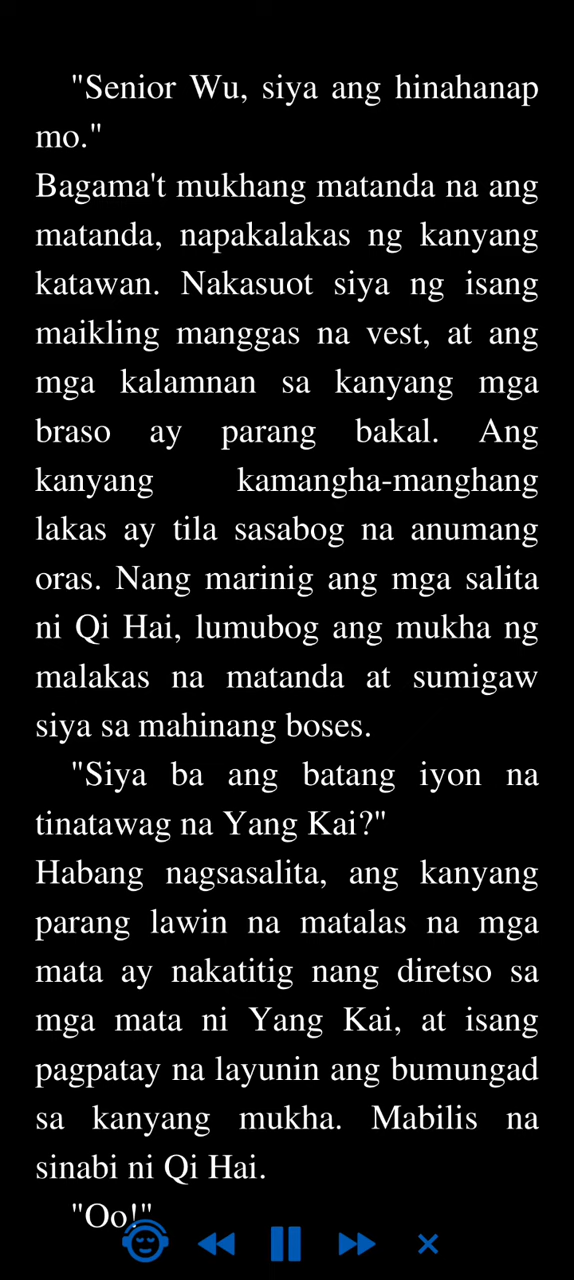 "Senior Wu, siya ang hinahanap
mo."
Bagama't mukhang matanda na ang
matanda, napakalakas ng kanyang
katawan. Nakasuot siya ng isang
maikling manggas na vest, at ang
mga kalamnan sa kanyang mga
braso ay parang bakal. Ang
kanyang kamangha-manghang
lakas ay tila sasabog na anumang
oras. Nang marinig ang mga salita
ni Qi Hai, lumubog ang mukha ng
malakas na matanda at sumigaw
siya sa mahinang boses.
"Siya ba ang batang iyon na
tinatawag na Yang Kai?"
Habang nagsasalita, ang kanyang
parang lawin na matalas na mga
mata ay nakatitig nang diretso sa
mga mata ni Yang Kai, at isang
pagpatay na layunin ang bumungad
sa kanyang mukha. Mabilis na
sinabi ni Qi Hai.
"Oo!"